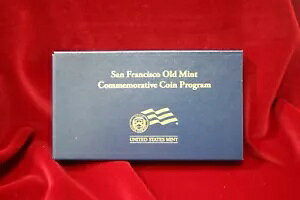 San Francisco Old Mint
Commemorative Coin Program
UNITED STATES MINT